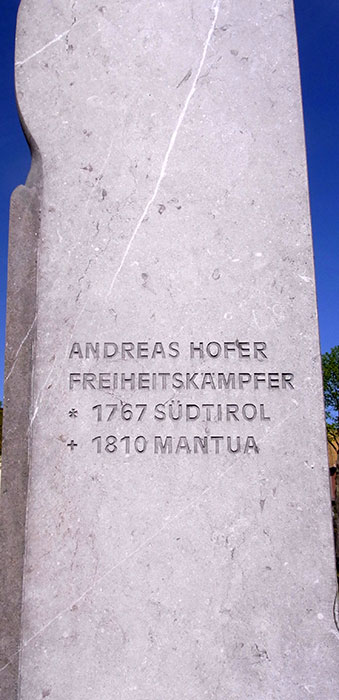 ANDREAS HOFER
FREIHEITSKÄMPFER
* 1767 SÜDTIROL
+ 1810 MANTUA